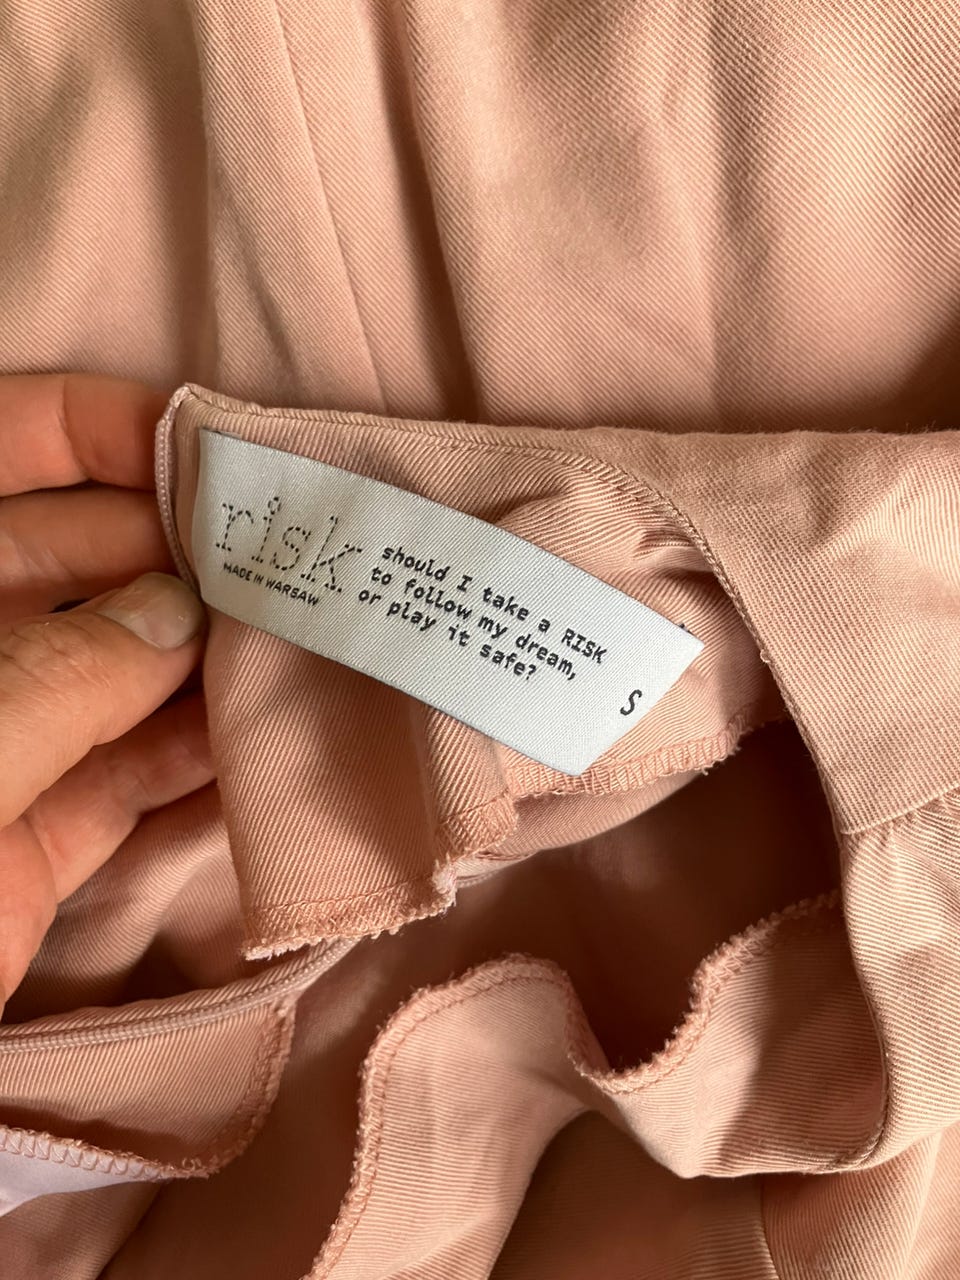 risk
MADE IN WARSAW
should I take a RISK
to follow my dream,
or play it safe?
S